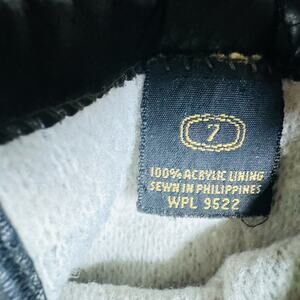 7
100% ACRYLIC LINING
SEWN IN PHILIPPINES
WPL 9522